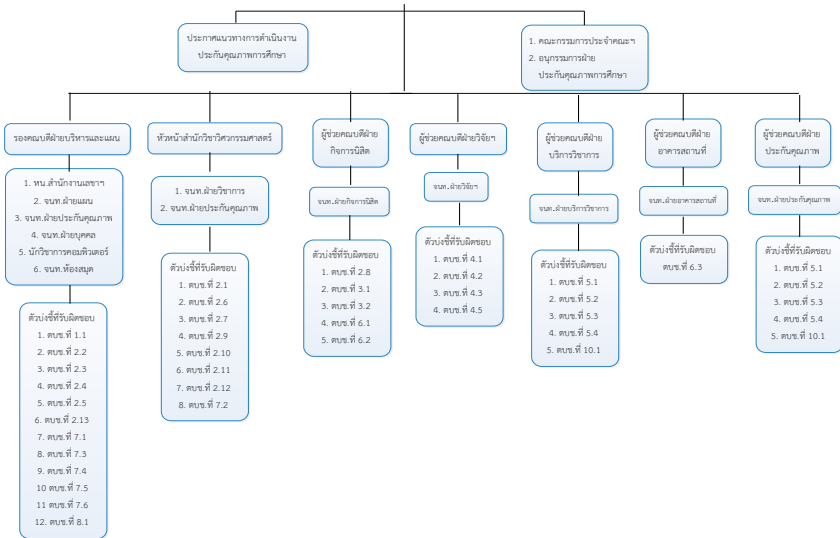 ประกาศแนวทางการดำเนินงาน
ประกันคุณภาพการศึกษา
1. คณะกรรมการประจำคณะฯ
2. อนุกรรมการฝ่าย
ประกันคุณภาพการศึกษา
รองคณบดีฝ่ายบริหารและแผน
1. หน.สำนักงานเลขาฯ
2. จนท.ฝ่ายแผน
3. จนท.ฝ่ายประกันคุณภาพ
4. จนท.ฝ่ายบุคคล
5. นักวิชาการคอมพิวเตอร์
6. จนท.ห้องสมุด
ตัวบ่งชี้ที่รับผิดชอบ
1. ตบช.ที่ 1.1
2. ตบช.ที่ 2.2
3. ตบช.ที่ 2.3
4. ตบช.ที่ 2.4
5. ตบช.ที่ 2.5
6. ตบช.ที่ 2.13
7. ตบช.ที่ 7.1
8. ตบช.ที่ 7.3
9. ตบช.ที่ 7.4
10 ตบช.ที่ 7.5
11 ตบช.ที่ 7.6
12. ตบช.ที่ 8.1
หัวหน้าสำนักวิชาวิศวกรรมศาสตร์
1. จนท.ฝ่ายวิชาการ
2. จนท.ฝ่ายประกันคุณภาพ
ตัวบ่งชี้ที่รับผิดชอบ
1. ตบช.ที่ 2.1
2. ตบช.ที่ 2.6
3. ตบช.ที่ 2.7
4. ตบช.ที่ 2.9
5. ตบช.ที่ 2.10
6. ตบช.ที่ 2.11
7. ตบช.ที่ 2.12
8. ตบช.ที่ 7.2
ผู้ช่วยคณบดีฝ่าย
กิจการนิสิต
จนท.ฝ่ายกิจการนิสิต
ตัวบ่งชี้ที่รับผิดชอบ
1. ตบช.ที่ 2.8
2. ตบช.ที่ 3.1
3. ตบช.ที่ 3.2
4. ตบช.ที่ 6.1
5. ตบช.ที่ 6.2
ผู้ช่วยคณบดีฝ่ายวิจัยฯ
จนท.ฝ่ายวิจัยฯ
ตัวบ่งชี้ที่รับผิดชอบ
1. ตบช.ที่ 4.1
2. ตบช.ที่ 4.2
3. ตบช.ที่ 4.3
4. ตบช.ที่ 4.5
ผู้ช่วยคณบดีฝ่าย
บริการวิชาการ
จนท.ฝ่ายบริการวิชาการ
ตัวบ่งชี้ที่รับผิดชอบ
1. ตบช.ที่ 5.1
2. ตบช.ที่ 5.2
3. ตบช.ที่ 5.3
4. ตบช.ที่ 5.4
5. ตบช.ที่ 10.1
ผู้ช่วยคณบดีฝ่าย
อาคารสถานที่
จนท.ฝ่ายอาคารสถานที่
ตัวบ่งชี้ที่รับผิดชอบ
ตบช.ที่ 6.3
ผู้ช่วยคณบดีฝ่าย
ประกันคุณภาพ
จนท.ฝ่ายประกันคุณภาพ
ตัวบ่งชี้ที่รับผิดชอบ
1. ตบช.ที่ 5.1
2. ตบช.ที่ 5.2
3. ตบช.ที่ 5.3
4. ตบช.ที่ 5.4
5. ตบช.ที่ 10.1